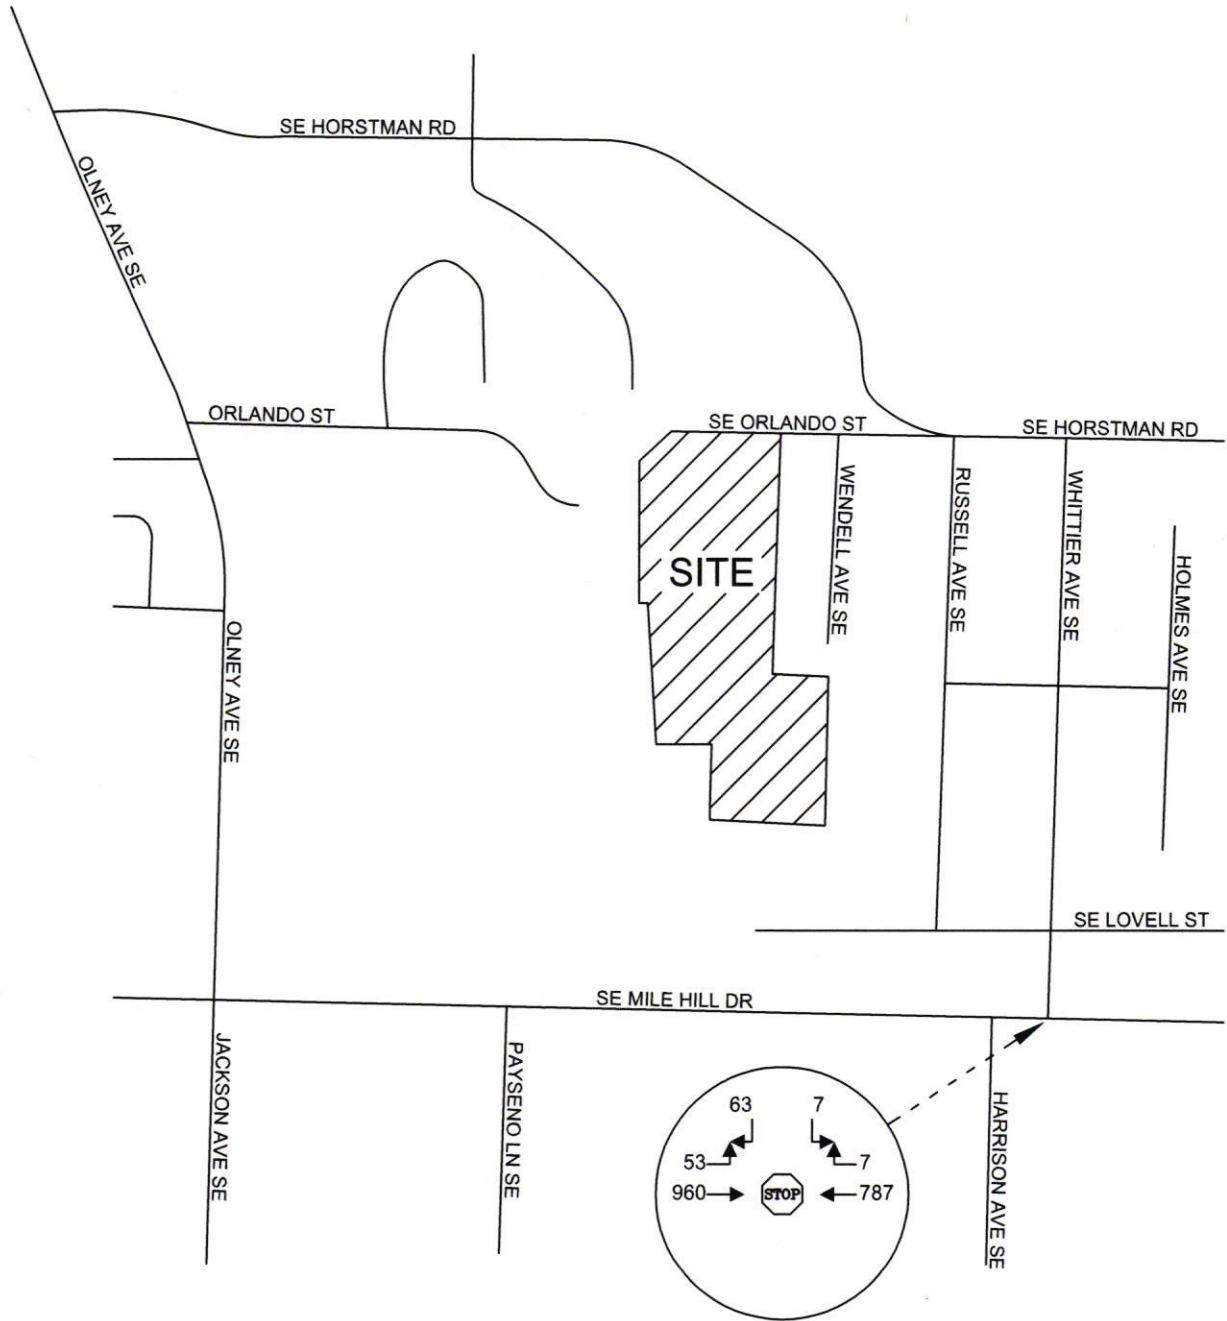 SE HORSTMAN RD
OLNEY AVE SE
ORLANDO ST
SE ORLANDO ST
SE HORSTMAN RD
WENDELL AVE SE
RUSSELL AVE SE
WHITTIER AVE SE
HOLMES AVE SE
SITE
OLNEY AVE SE
SE LOVELL ST
SE MILE HILL DR
JACKSON AVE SE
PAYSENO LN SE
HARRISON AVE SE
63 7
53 7
960 STOP 787